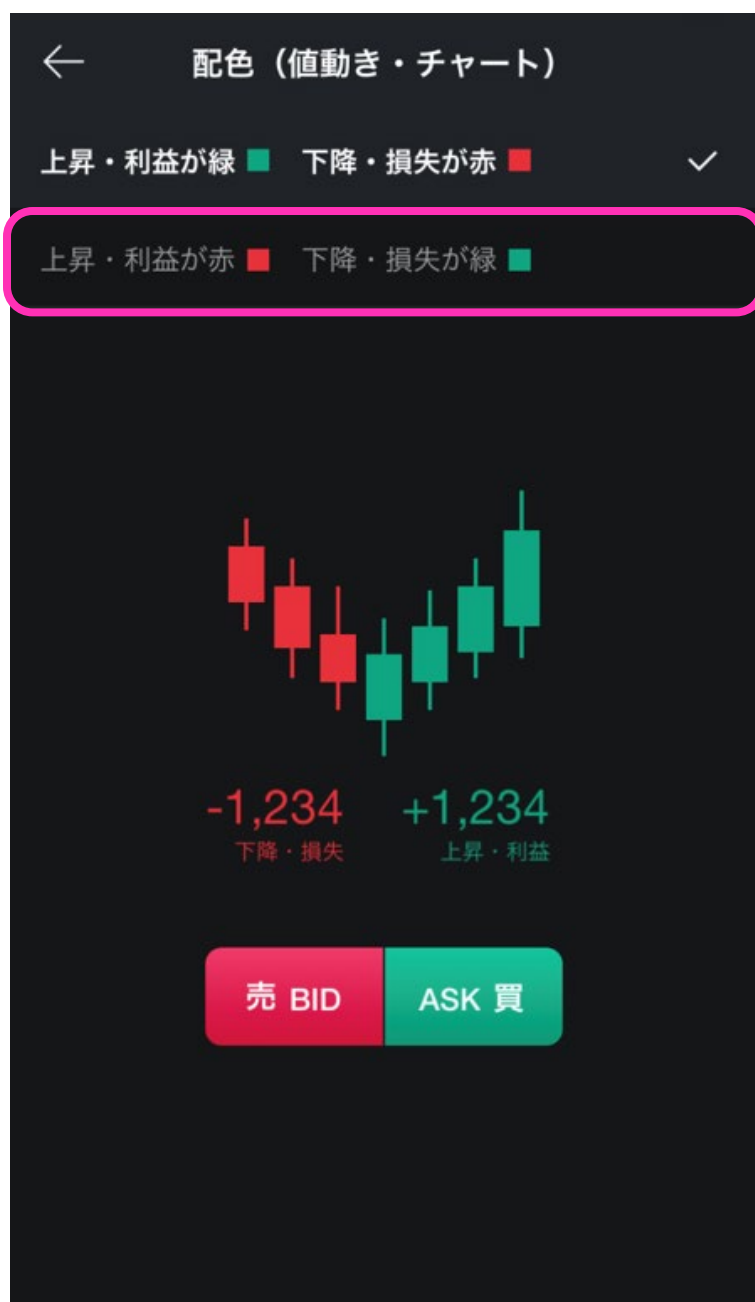 配色（値動き・チャート）
上昇・利益が緑 下降・損失が赤
上昇・利益が赤 下降・損失が緑
-1,234 +1,234
下降・損失 上昇・利益
売 BID ASK 買